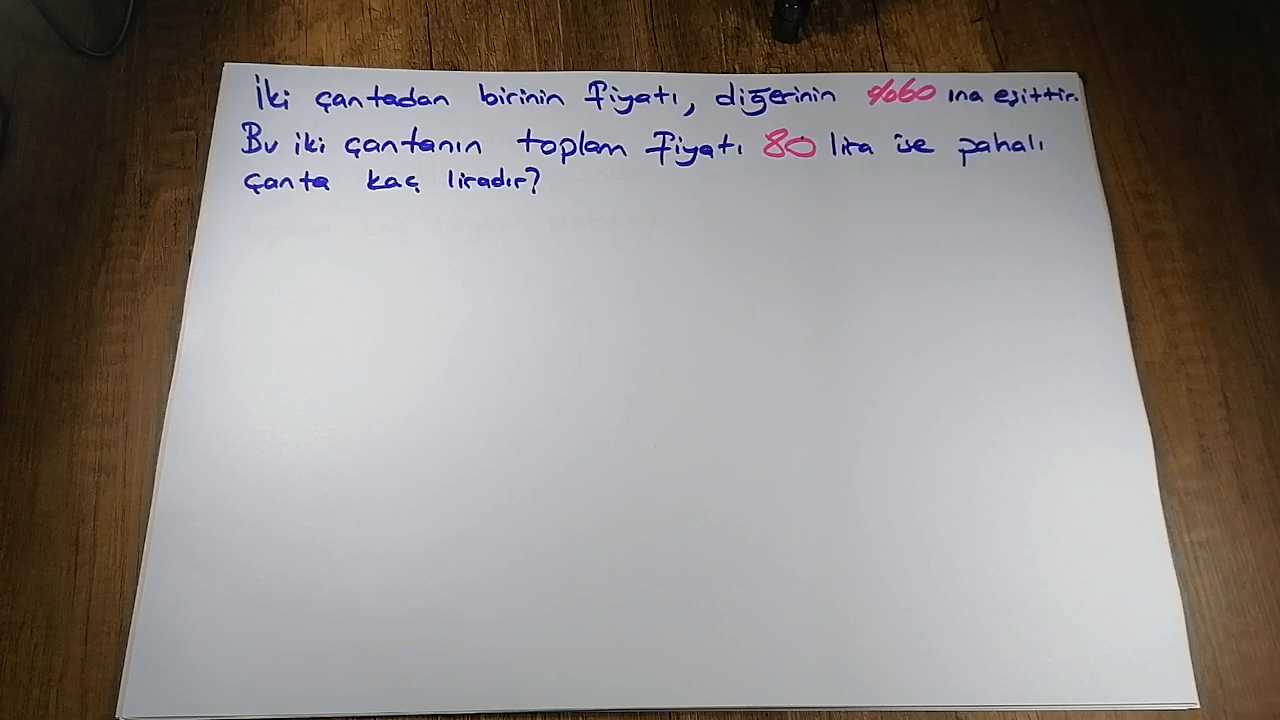 İki çantadan birinin fiyatı, diğerinin %60 ına eşittir.
Bu iki çantanın toplam fiyatı 80 lira ise pahalı
çanta kaç liradır?